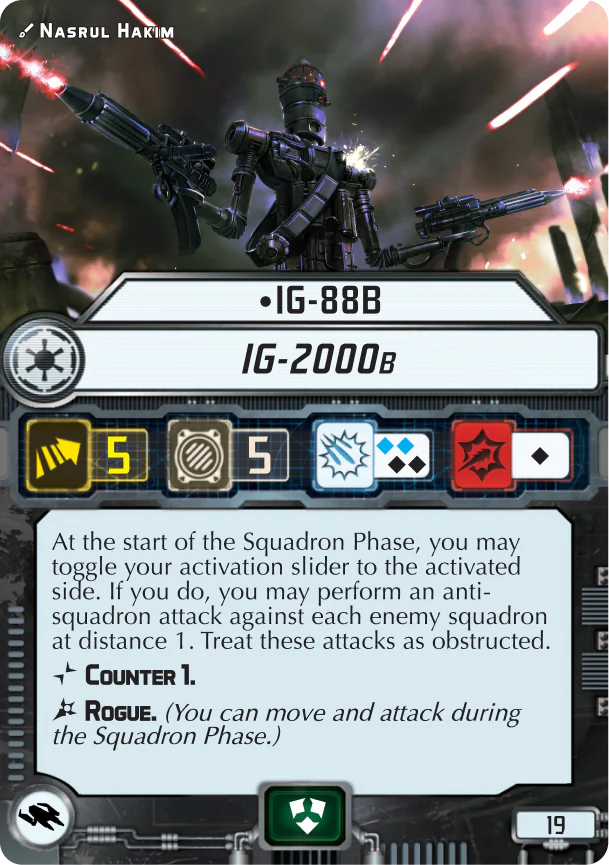 Nasrul Hakim
•IG-88B
IG-2000B
5 5
At the start of the Squadron Phase, you may
toggle your activation slider to the activated
side. If you do, you may perform an anti-
squadron attack against each enemy squadron
at distance 1. Treat these attacks as obstructed.
Counter 1.
Rogue. (You can move and attack during
the Squadron Phase.)
19